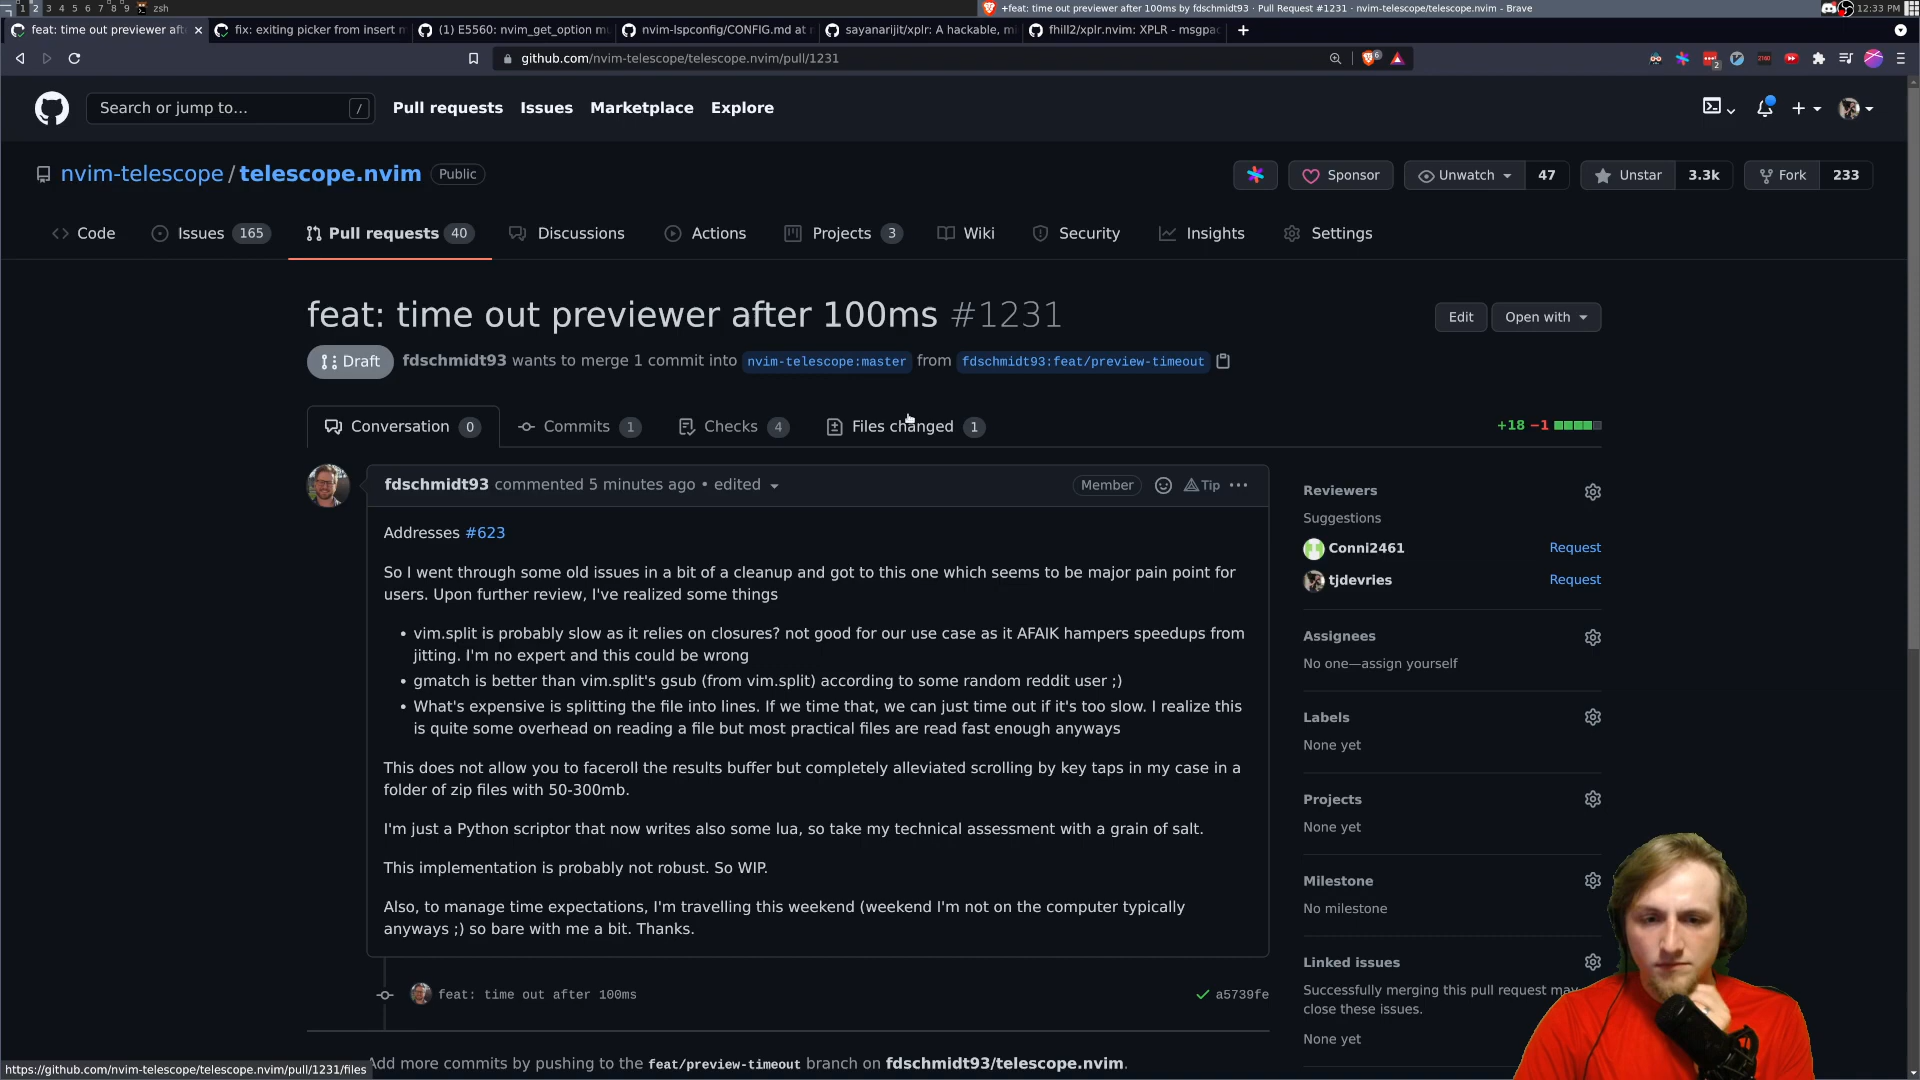 1 2 3 4 5 6 7 8 9 zsh
+feat: time out previewer after 100ms by fdschmidt93 · Pull Request #1231 · nvim-telescope/telescope.nvim - Brave
12:33 PM
feat: time out previewer aft
fix: exiting picker from insert m
(1) E5560: nvim_get_option mu
nvim-lspconfig/CONFIG.md at
sayanarijit/xplr: A hackable, mi
fhill2/xplr.nvim: XPLR - msgpac
github.com/nvim-telescope/telescope.nvim/pull/1231
Search or jump to... /
Pull requests Issues Marketplace Explore
nvim-telescope / telescope.nvim Public
Sponsor Unwatch 47 Unstar 3.3k Fork 233
Code Issues 165 Pull requests 40 Discussions Actions Projects 3 Wiki Security Insights Settings
feat: time out previewer after 100ms #1231
Edit Open with
Draft fdschmidt93 wants to merge 1 commit into nvim-telescope:master from fdschmidt93:feat/preview-timeout
Conversation 0 Commits 1 Checks 4 Files changed 1
+18 −1
fdschmidt93 commented 5 minutes ago • edited Member Tip
Addresses #623
So I went through some old issues in a bit of a cleanup and got to this one which seems to be major pain point for
users. Upon further review, I've realized some things
• vim.split is probably slow as it relies on closures? not good for our use case as it AFAIK hampers speedups from
jitting. I'm no expert and this could be wrong
• gmatch is better than vim.split's gsub (from vim.split) according to some random reddit user ;)
• What's expensive is splitting the file into lines. If we time that, we can just time out if it's too slow. I realize this
is quite some overhead on reading a file but most practical files are read fast enough anyways
This does not allow you to faceroll the results buffer but completely alleviated scrolling by key taps in my case in a
folder of zip files with 50-300mb.
I'm just a Python scriptor that now writes also some lua, so take my technical assessment with a grain of salt.
This implementation is probably not robust. So WIP.
Also, to manage time expectations, I'm travelling this weekend (weekend I'm not on the computer typically
anyways ;) so bare with me a bit. Thanks.
feat: time out after 100ms a5739fe
Add more commits by pushing to the feat/preview-timeout branch on fdschmidt93/telescope.nvim.
Reviewers
Suggestions
Conni2461 Request
tjdevries Request
Assignees
No one—assign yourself
Labels
None yet
Projects
None yet
Milestone
No milestone
Linked issues
Successfully merging this pull request may
close these issues.
None yet
https://github.com/nvim-telescope/telescope.nvim/pull/1231/files